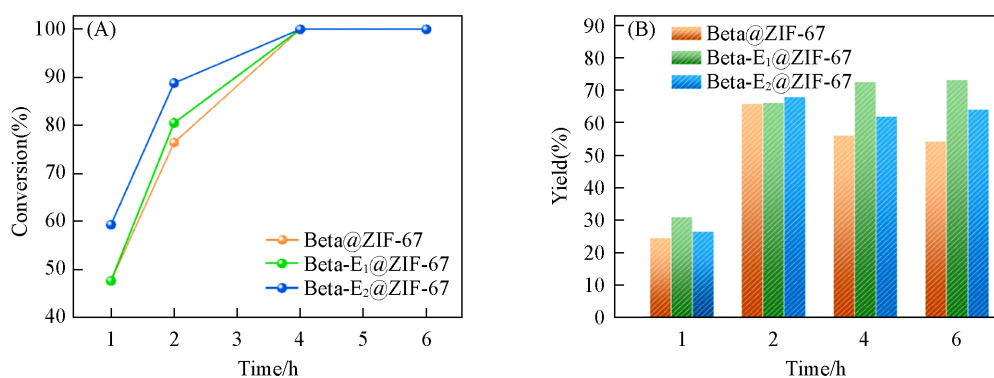 (A)
100
90
80
70
60
50
40
Conversion(%)
Beta@ZIF-67
Beta-E₁@ZIF-67
Beta-E₂@ZIF-67
1 2 3 4 5 6
Time/h
(B)
90
80
70
60
50
40
30
20
10
0
Yield(%)
Beta@ZIF-67
Beta-E₁@ZIF-67
Beta-E₂@ZIF-67
1 2 4 6
Time/h